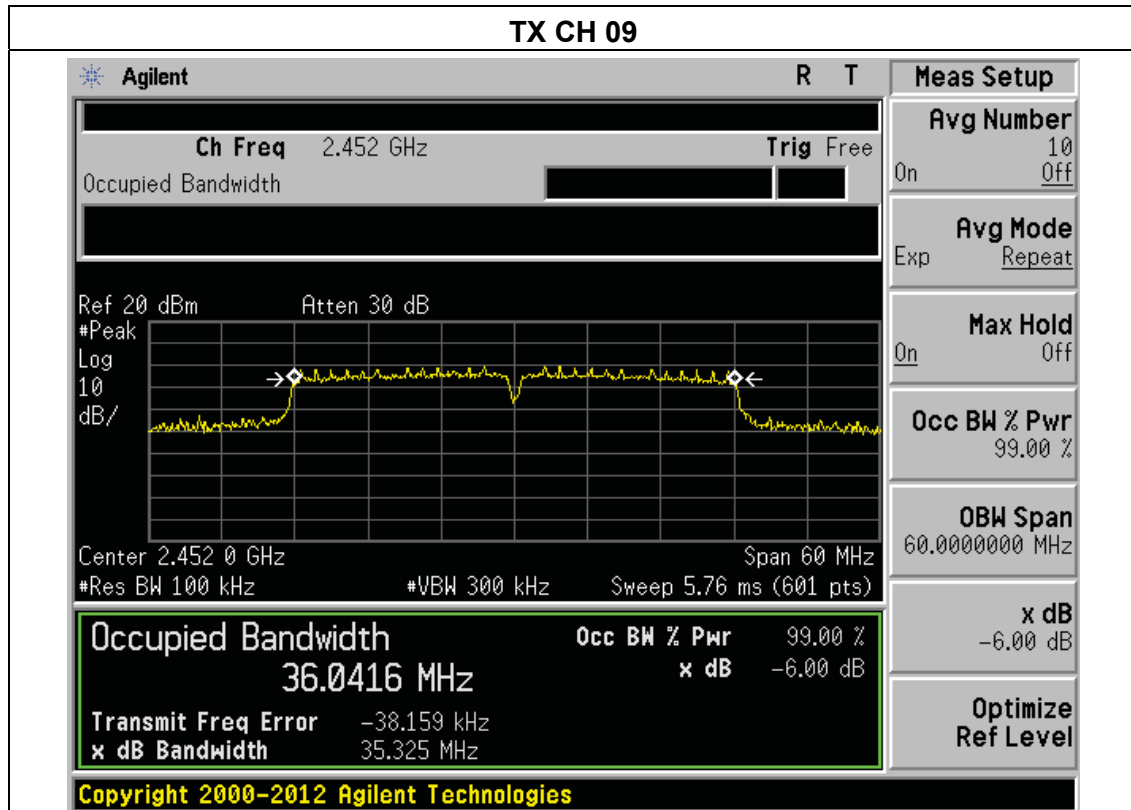 TX CH 09
Agilent R T Meas Setup
Ch Freq 2.452 GHz Trig Free
Occupied Bandwidth
Avg Number
10
On Off
Avg Mode
Exp Repeat
Max Hold
On Off
Occ BW % Pwr
99.00 %
OBW Span
60.0000000 MHz
x dB
-6.00 dB
Optimize
Ref Level
Ref 20 dBm Atten 30 dB
#Peak
Log
10
dB/
Center 2.452 0 GHz Span 60 MHz
#Res BW 100 kHz #VBW 300 kHz Sweep 5.76 ms (601 pts)
Occupied Bandwidth Occ BW % Pwr 99.00 %
36.0416 MHz x dB -6.00 dB
Transmit Freq Error -38.159 kHz
x dB Bandwidth 35.325 MHz
Copyright 2000-2012 Agilent Technologies